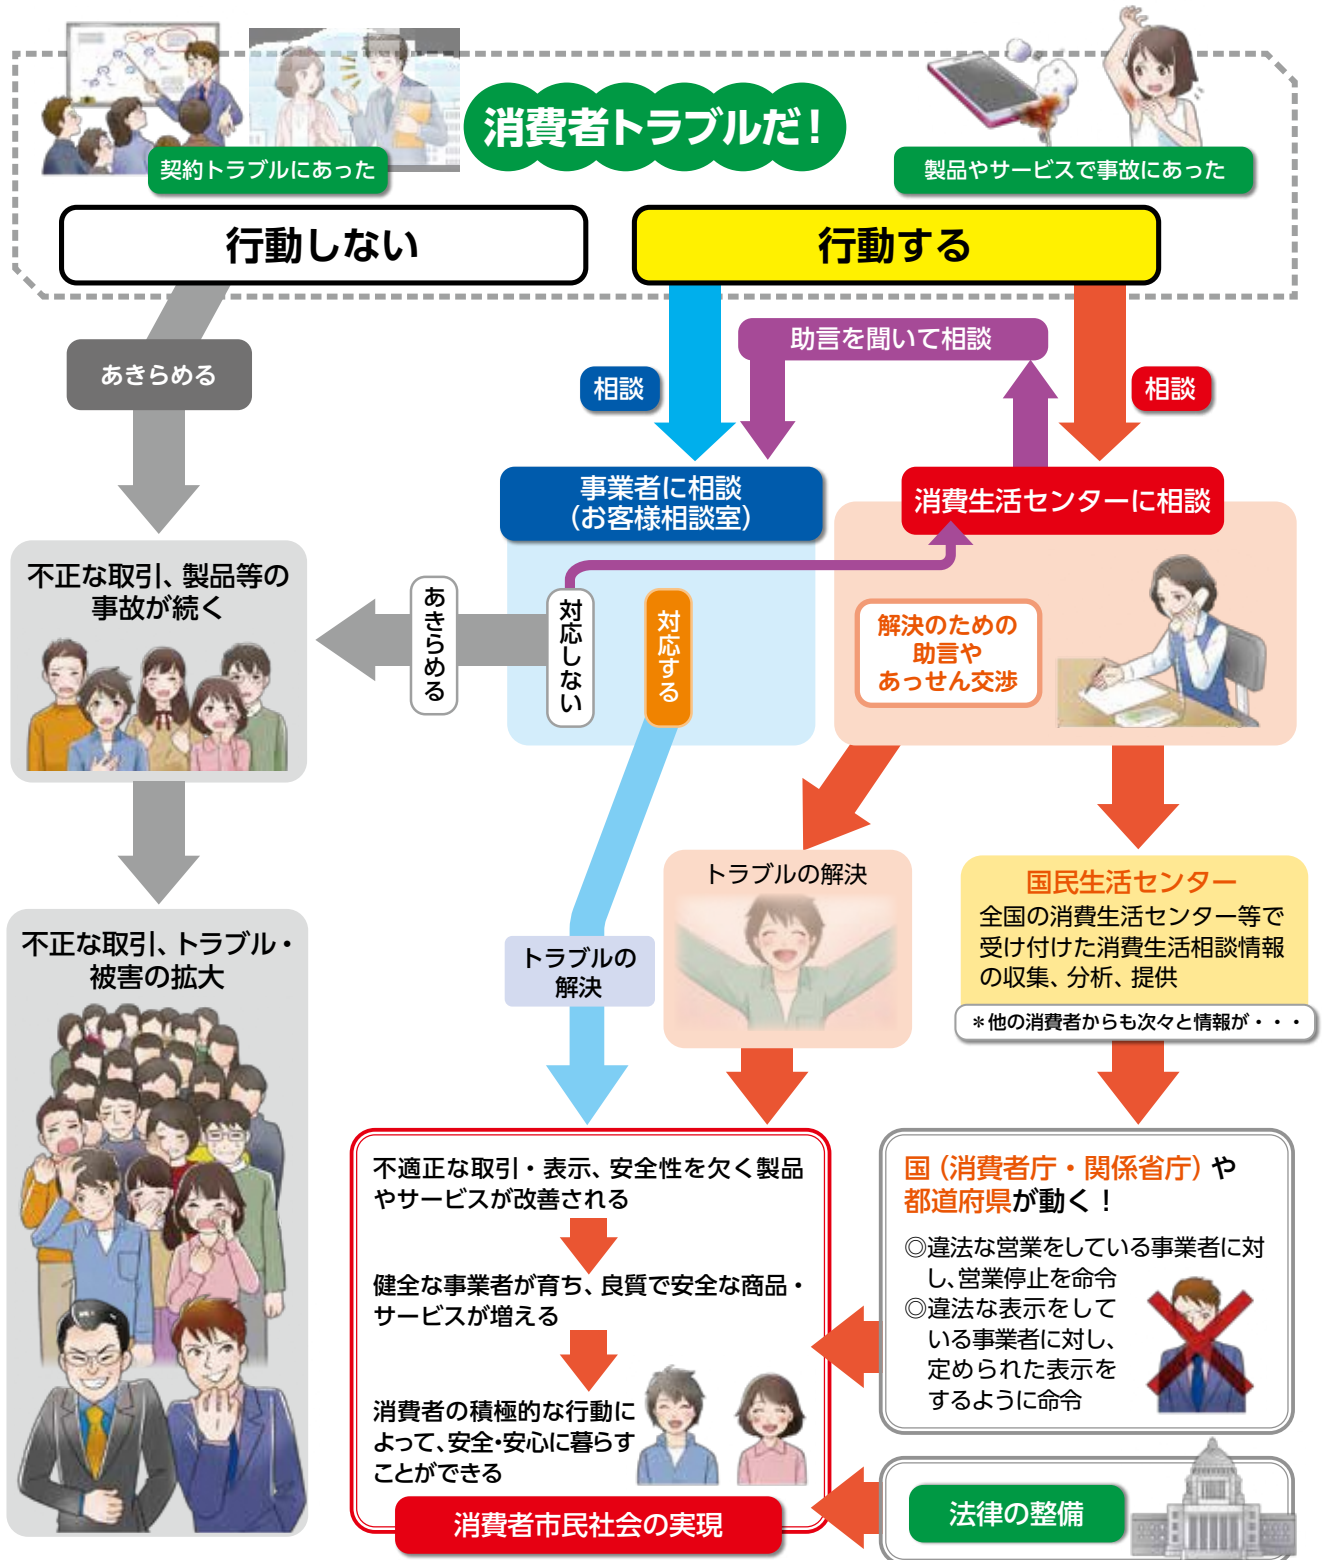 消費者トラブルだ！
契約トラブルにあった
製品やサービスで事故にあった
行動しない
行動する
あきらめる
助言を聞いて相談
相談
相談
事業者に相談
（お客様相談室）
消費生活センターに相談
不正な取引、製品等の
事故が続く
あきらめる
対応しない
対応する
解決のための
助言や
あっせん交渉
トラブルの解決
国民生活センター
全国の消費生活センター等で
受け付けた消費生活相談情報
の収集、分析、提供
＊他の消費者からも次々と情報が・・・
不正な取引、トラブル・
被害の拡大
トラブルの
解決
不適正な取引・表示、安全性を欠く製品
やサービスが改善される
健全な事業者が育ち、良質で安全な商品・
サービスが増える
消費者の積極的な行動に
よって、安全・安心に暮らす
ことができる
消費者市民社会の実現
国（消費者庁・関係省庁）や
都道府県が動く！
◎違法な営業をしている事業者に対
し、営業停止を命令
◎違法な表示をして
いる事業者に対し、
定められた表示を
するように命令
法律の整備